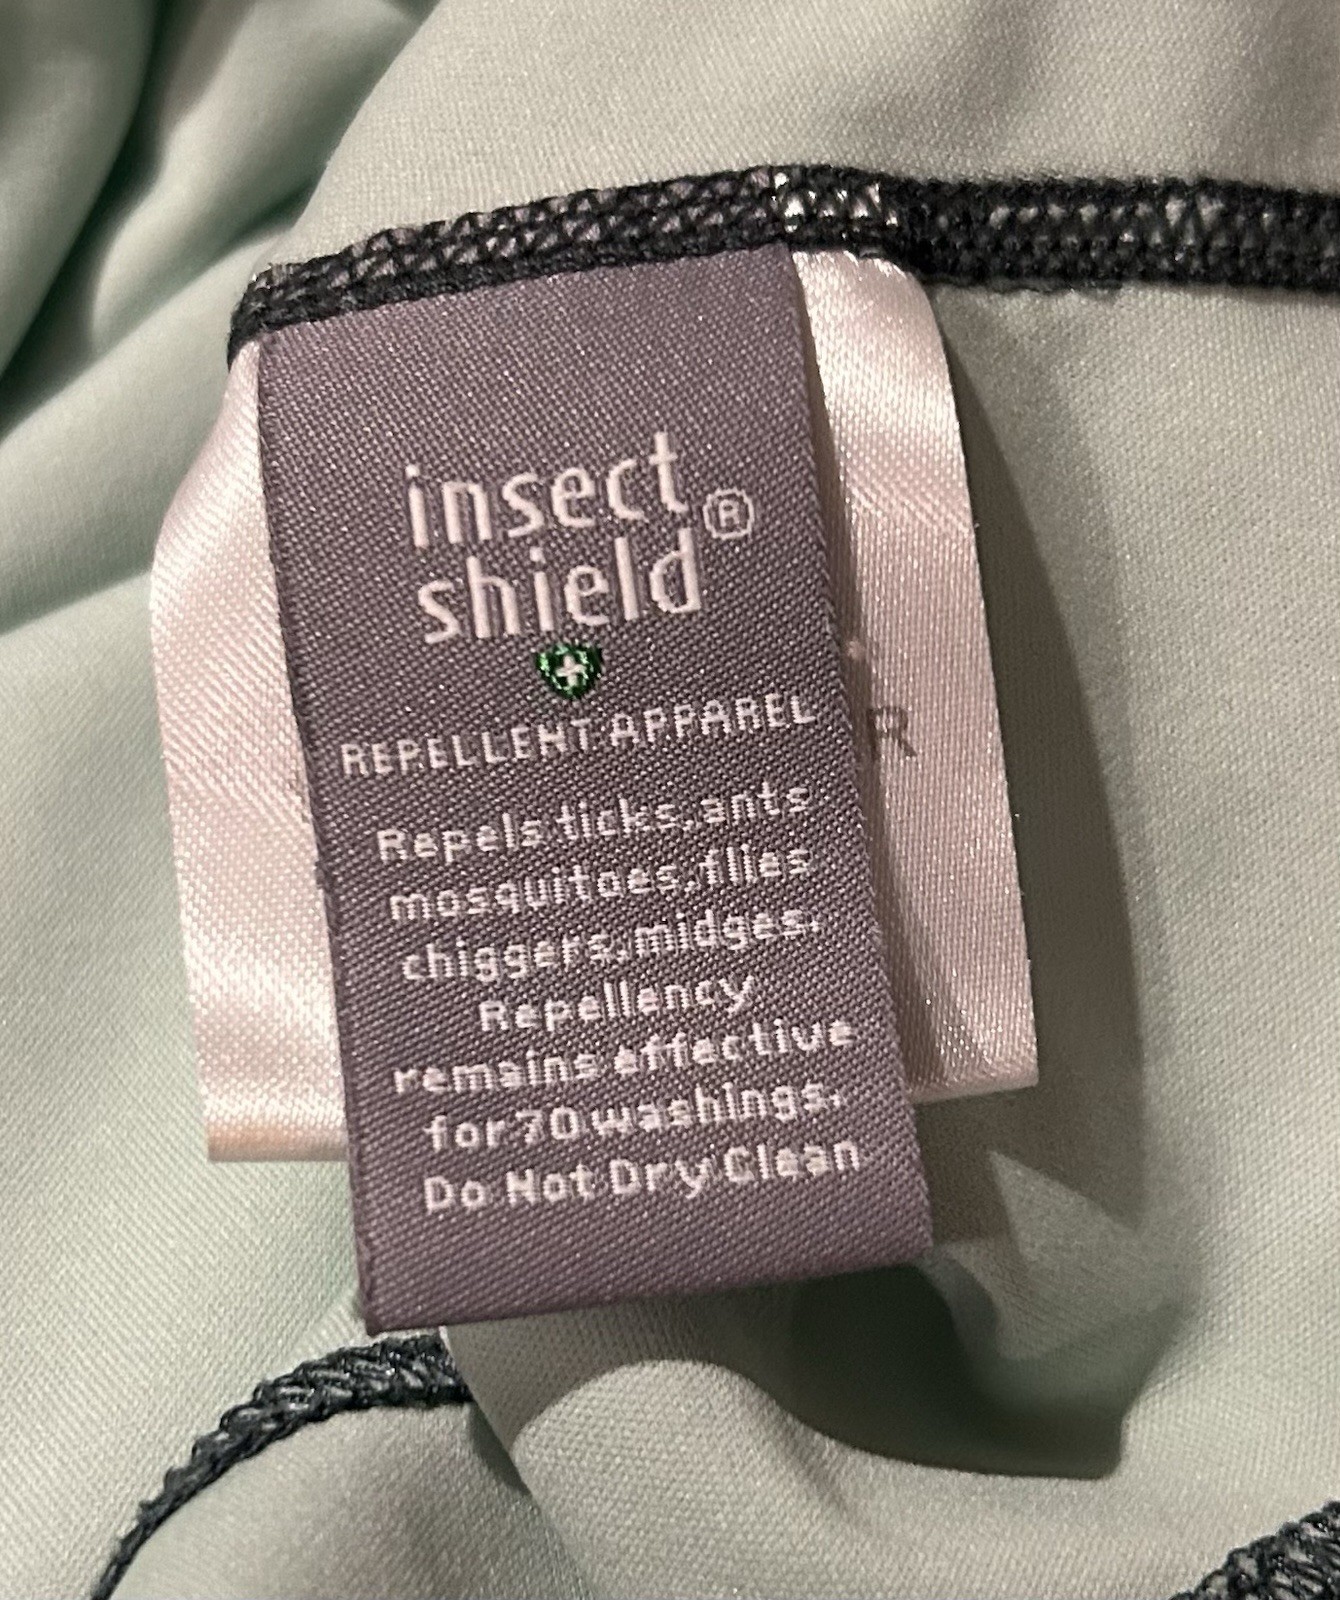 insect
shield®
REPELLENT APPAREL
Repels ticks, ants
mosquitoes, flies
chiggers, midges.
Repellency
remains effective
for 70 washings.
Do Not Dry Clean
R